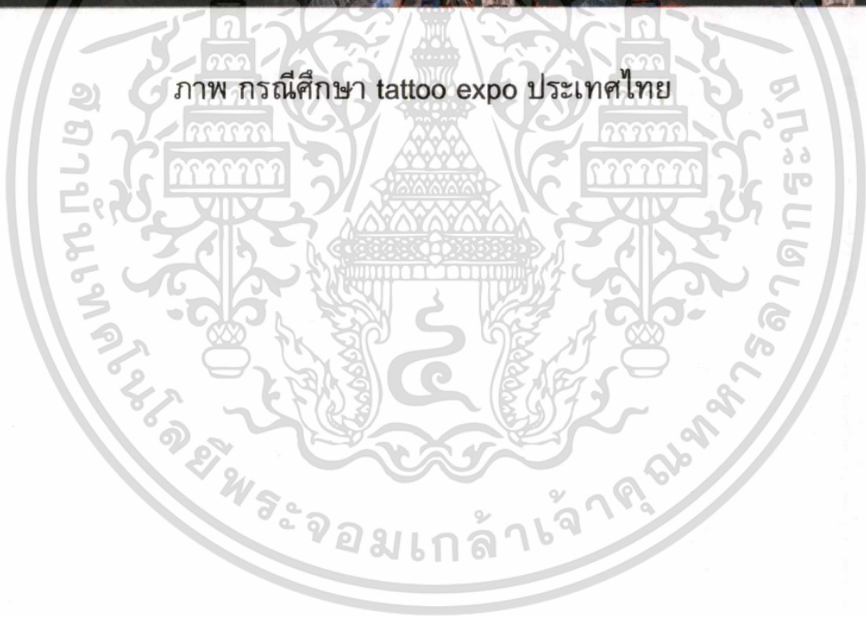 ภาพ กรณีศึกษา tattoo expo ประเทศไทย
สถาบันเทคโนโลยีพระจอมเกล้าเจ้าคุณทหารลาดกระบัง
๔